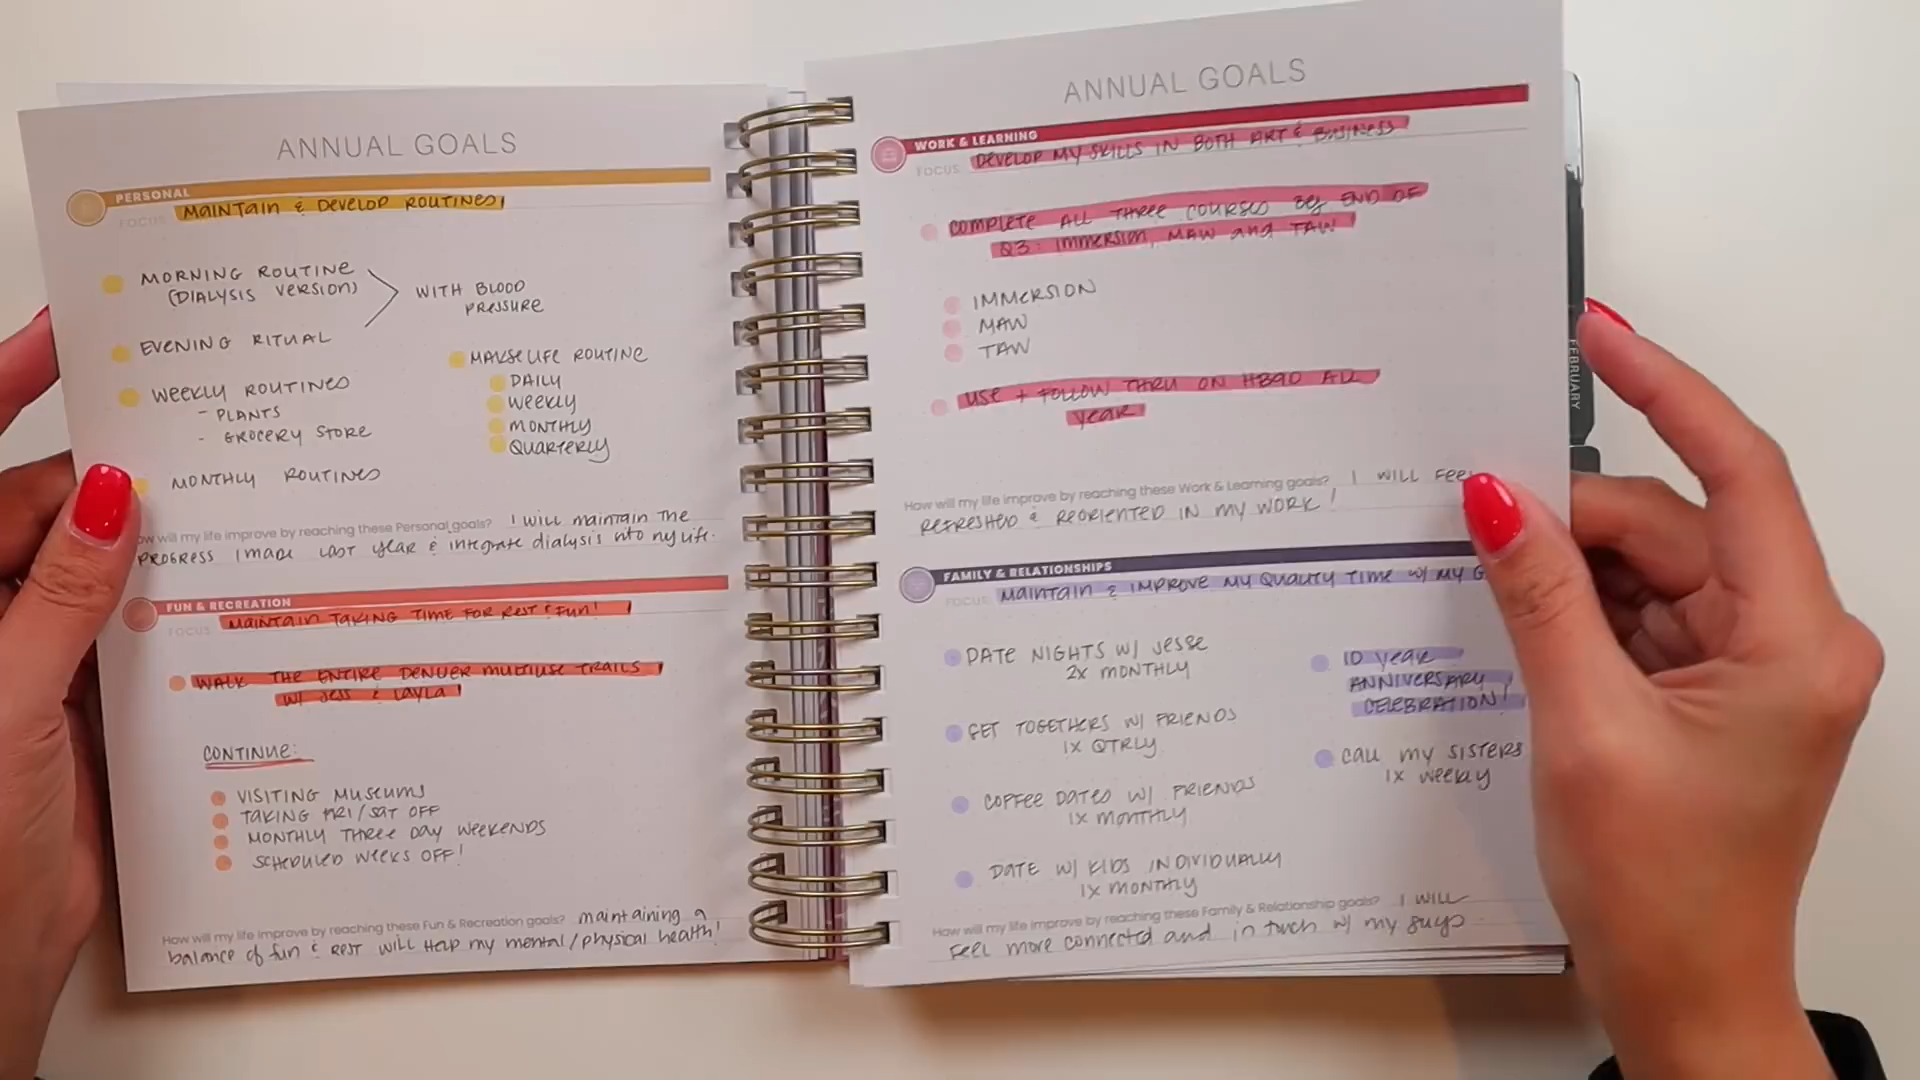 ANNUAL GOALS
PERSONAL
FOCUS: MAINTAIN & DEVELOP ROUTINES!
MORNING ROUTINE
(DIALYSIS VERSION)
WITH BLOOD
PRESSURE
EVENING RITUAL
WEEKLY ROUTINES
- PLANTS
- GROCERY STORE
MONTHLY ROUTINES
MAKSELIFE ROUTINE
DAILY
WEEKLY
MONTHLY
QUARTERLY
will my life improve by reaching these Personal goals? I WILL MAINTAIN THE
PROGRESS I MADE LAST YEAR & INTEGRATE DIALYSIS INTO MY LIFE.
FUN & RECREATION
FOCUS: MAINTAIN TAKING TIME FOR REST & FUN!
WALK THE ENTIRE DENVER MULTIUSE TRAILS
W/ JESS & LAYLA!
CONTINUE:
VISITING MUSEUMS
TAKING FRI/SAT OFF
MONTHLY THREE DAY WEEKENDS
SCHEDULED WEEKS OFF!
How will my life improve by reaching these Fun & Recreation goals? MAINTAINING A
BALANCE OF FUN & REST WILL HELP MY MENTAL/PHYSICAL HEALTH!
ANNUAL GOALS
WORK & LEARNING
FOCUS: DEVELOP MY SKILLS IN BOTH ART & BUSINESS
COMPLETE ALL THREE COURSES BY END OF
Q3: IMMERSION, MAW and TAW
IMMERSION
MAW
TAW
USE + FOLLOW THRU ON HB90 ALL
YEAR
How will my life improve by reaching these Work & Learning goals? I WILL FEEL
REFRESHED & REORIENTED IN MY WORK!
FAMILY & RELATIONSHIPS
FOCUS: MAINTAIN & IMPROVE MY QUALITY TIME W/ MY
DATE NIGHTS W/ JESSE
2X MONTHLY
GET TOGETHERS W/ FRIENDS
1X QTRLY
COFFEE DATES W/ FRIENDS
1X MONTHLY
DATE W/ KIDS INDIVIDUALLY
1X MONTHLY
10 YEAR
ANNIVERSARY
CELEBRATION!
CALL MY SISTERS
1X WEEKLY
How will my life improve by reaching these Family & Relationship goals? I WILL
FEEL MORE CONNECTED AND IN TOUCH W/ MY GUYS
FEBRUARY